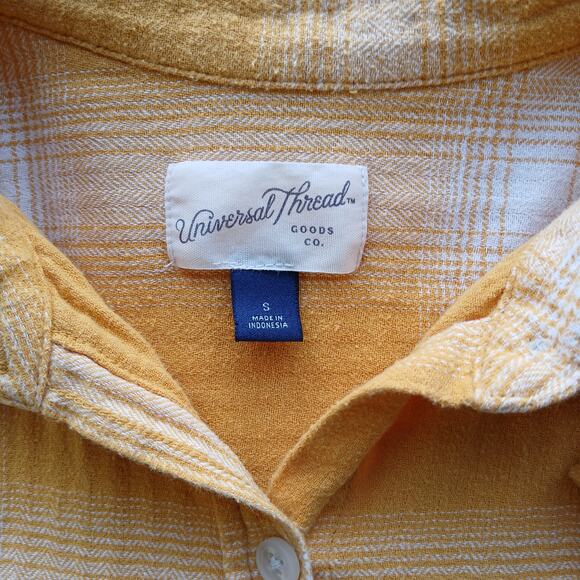 Universal Thread™
GOODS
CO.
S
MADE IN
INDONESIA